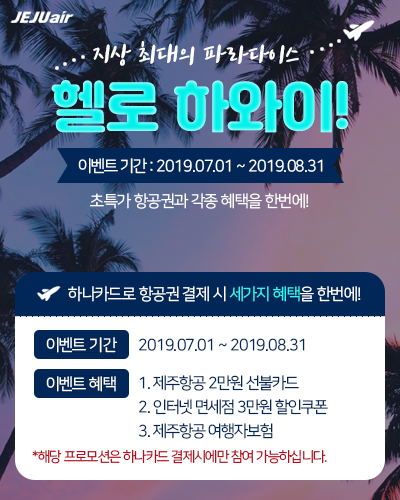 JEJUair
지상 최대의 파라다이스
헬로 하와이!
이벤트 기간 : 2019.07.01 ~ 2019.08.31
초특가 항공권과 각종 혜택을 한번에!
하나카드로 항공권 결제 시 세가지 혜택을 한번에!
이벤트 기간 2019.07.01 ~ 2019.08.31
이벤트 혜택 1. 제주항공 2만원 선불카드
2. 인터넷 면세점 3만원 할인쿠폰
3. 제주항공 여행자보험
*해당 프로모션은 하나카드 결제시에만 참여 가능하십니다.